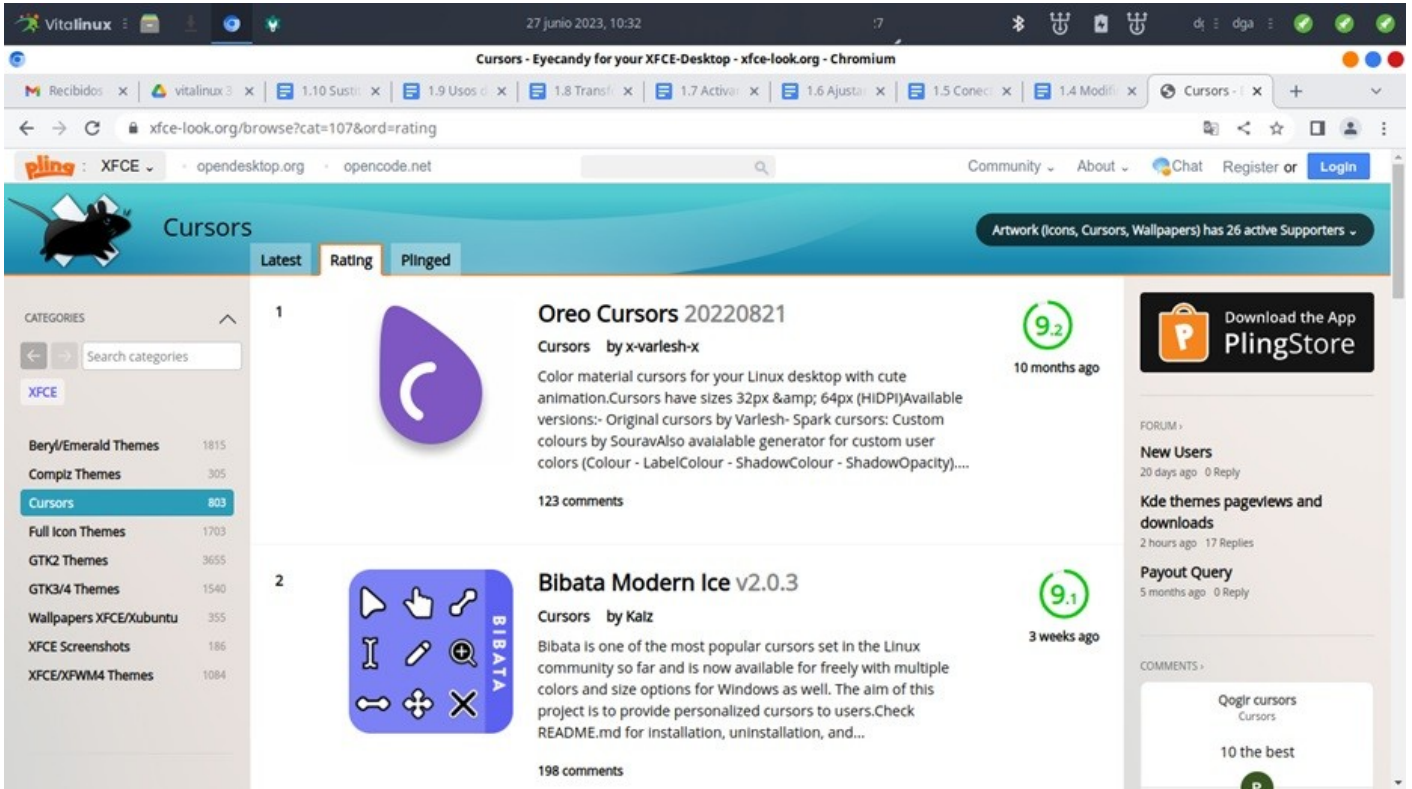 Vitalinux
27 junio 2023, 10:32
:7
dga
Cursors - Eyecandy for your XFCE-Desktop - xfce-look.org - Chromium
Recibidos
vitalinux 3
1.10 Susti
1.9 Usos d
1.8 Transf
1.7 Activa
1.6 Ajusta
1.5 Conec
1.4 Modifi
Cursors -
xfce-look.org/browse?cat=107&ord=rating
pling : XFCE
opendesktop.org
opencode.net
Community
About
Chat
Register or
Login
Cursors
Artwork (Icons, Cursors, Wallpapers) has 26 active Supporters
Latest
Rating
Plinged
CATEGORIES
Search categories
XFCE
Beryl/Emerald Themes 1815
Compiz Themes 305
Cursors 803
Full Icon Themes 1703
GTK2 Themes 3655
GTK3/4 Themes 1540
Wallpapers XFCE/Xubuntu 355
XFCE Screenshots 186
XFCE/XFWM4 Themes 1084
1
Oreo Cursors 20220821
Cursors by x-varlesh-x
Color material cursors for your Linux desktop with cute
animation.Cursors have sizes 32px &amp; 64px (HiDPI)Available
versions:- Original cursors by Varlesh- Spark cursors: Custom
colours by SouravAlso avaialable generator for custom user
colors (Colour - LabelColour - ShadowColour - ShadowOpacity)....
123 comments
9.2
10 months ago
2
BIBATA
Bibata Modern Ice v2.0.3
Cursors by Kaiz
Bibata is one of the most popular cursors set in the Linux
community so far and is now available for freely with multiple
colors and size options for Windows as well. The aim of this
project is to provide personalized cursors to users.Check
README.md for installation, uninstallation, and...
198 comments
9.1
3 weeks ago
P
Download the App
PlingStore
FORUM
New Users
20 days ago 0 Reply
Kde themes pageviews and
downloads
2 hours ago 17 Replies
Payout Query
5 months ago 0 Reply
COMMENTS
Qogir cursors
Cursors
10 the best